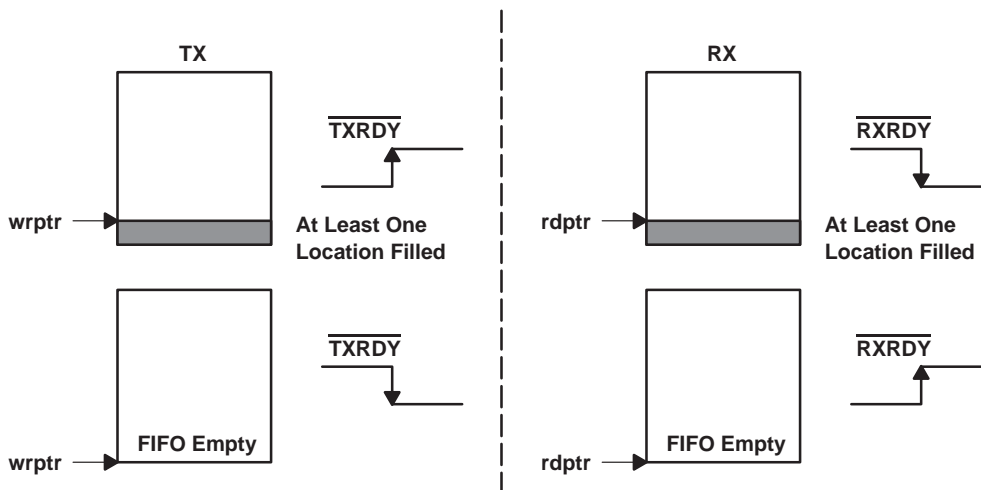 TX
TXRDY
wrptr
At Least One
Location Filled
TXRDY
FIFO Empty
wrptr
RX
RXRDY
rdptr
At Least One
Location Filled
RXRDY
FIFO Empty
rdptr